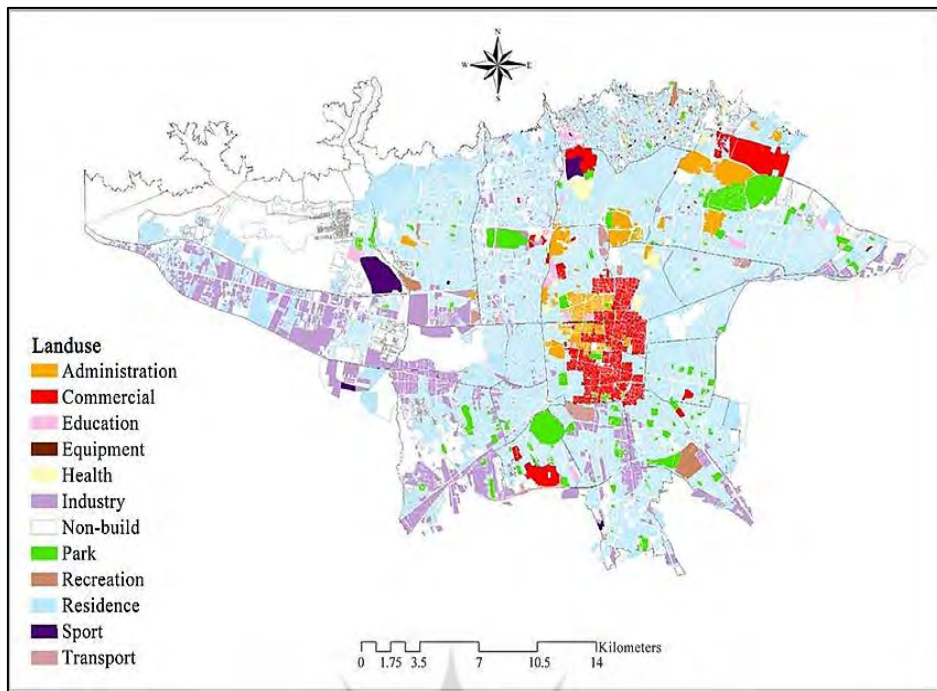 N
W E
S
Landuse
Administration
Commercial
Education
Equipment
Health
Industry
Non-build
Park
Recreation
Residence
Sport
Transport
Kilometers
0 1.75 3.5 7 10.5 14